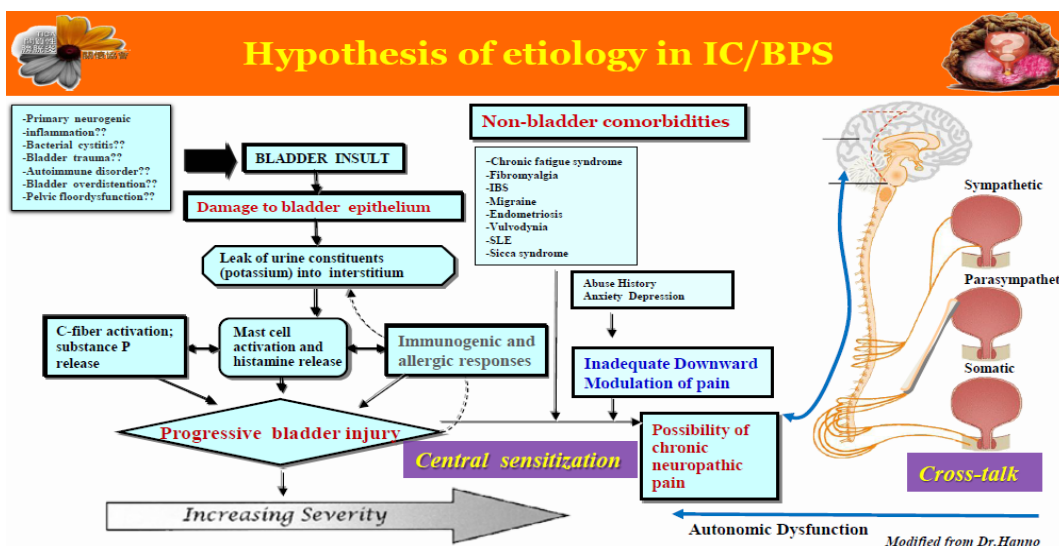 Hypothesis of etiology in IC/BPS
-Primary neurogenic
-inflammation??
-Bacterial cystitis??
-Bladder trauma??
-Autoimmune disorder??
-Bladder overdistention??
-Pelvic floordysfunction??
BLADDER INSULT
Damage to bladder epithelium
Leak of urine constituents
(potassium) into interstitium
C-fiber activation;
substance P
release
Mast cell
activation and
histamine release
Immunogenic and
allergic responses
Progressive bladder injury
Increasing Severity
Non-bladder comorbidities
-Chronic fatigue syndrome
-Fibromyalgia
-IBS
-Migraine
-Endometriosis
-Vulvodynia
-SLE
-Sicca syndrome
Abuse History
Anxiety Depression
Inadequate Downward
Modulation of pain
Central sensitization
Possibility of
chronic
neuropathic
pain
Sympathetic
Parasympathet
Somatic
Cross-talk
Autonomic Dysfunction
Modified from Dr.Hanno